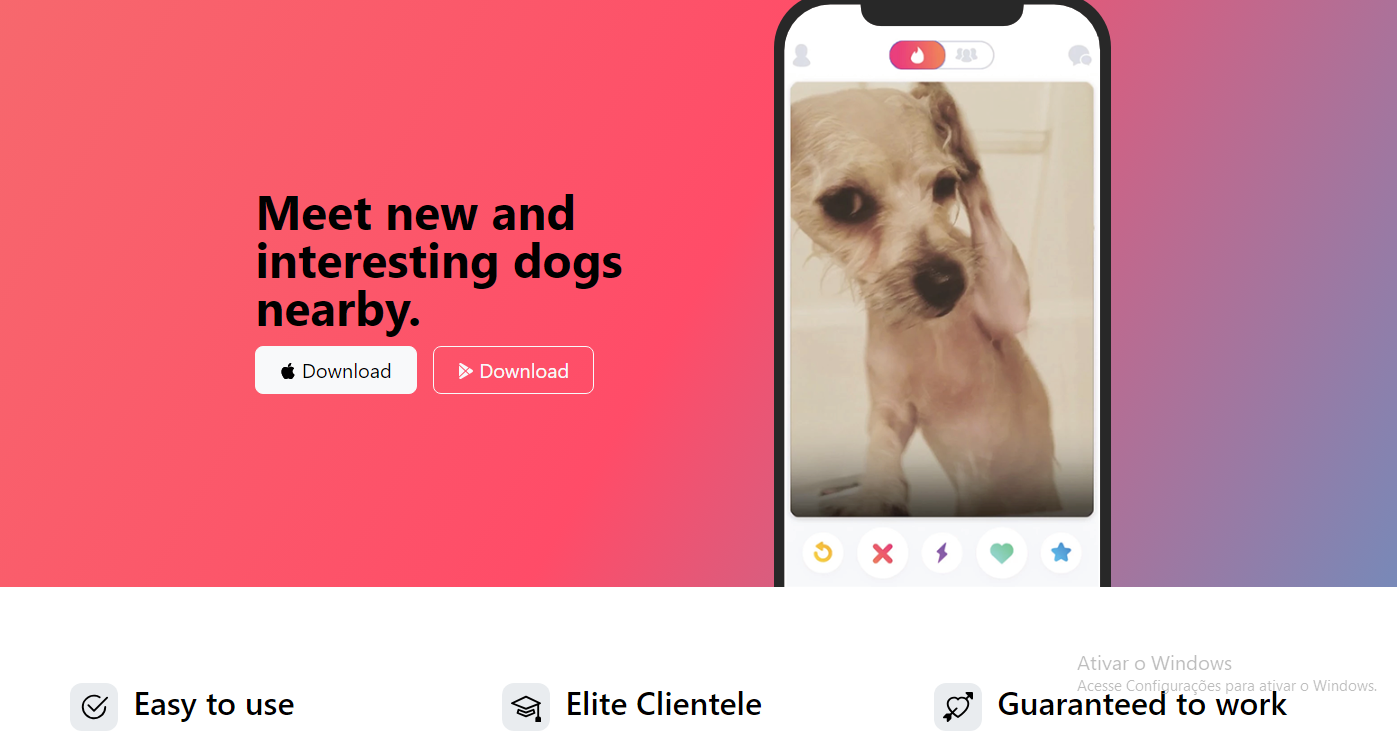 Meet new and
interesting dogs
nearby.
Download
Download
Ativar o Windows
Acesse Configurações para ativar o Windows.
Easy to use
Elite Clientele
Guaranteed to work